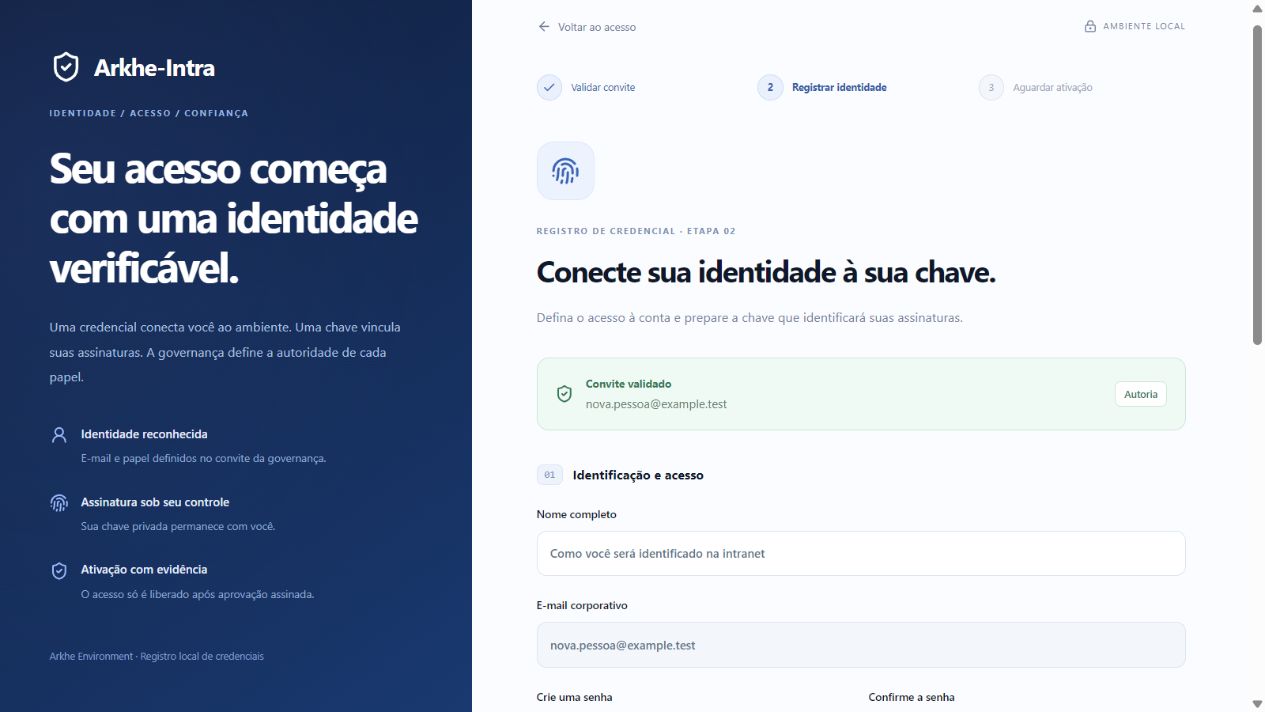 Arkhe-Intra
IDENTIDADE / ACESSO / CONFIANÇA
Seu acesso começa
com uma identidade
verificável.
Uma credencial conecta você ao ambiente. Uma chave vincula
suas assinaturas. A governança define a autoridade de cada
papel.
Identidade reconhecida
E-mail e papel definidos no convite da governança.
Assinatura sob seu controle
Sua chave privada permanece com você.
Ativação com evidência
O acesso só é liberado após aprovação assinada.
Arkhe Environment · Registro local de credenciais
Voltar ao acesso
AMBIENTE LOCAL
Validar convite
2 Registrar identidade
3 Aguardar ativação
REGISTRO DE CREDENCIAL · ETAPA 02
Conecte sua identidade à sua chave.
Defina o acesso à conta e prepare a chave que identificará suas assinaturas.
Convite validado
nova.pessoa@example.test
Autoria
01 Identificação e acesso
Nome completo
Como você será identificado na intranet
E-mail corporativo
nova.pessoa@example.test
Crie uma senha
Confirme a senha